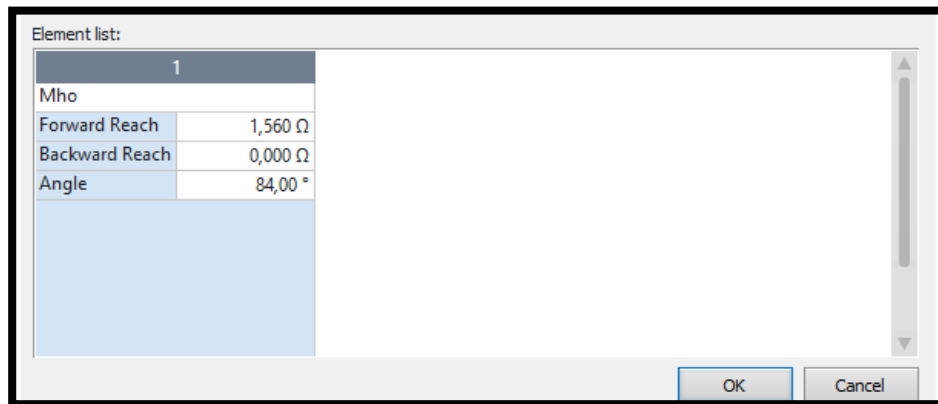 Element list:
1
Mho
Forward Reach 1,560 Ω
Backward Reach 0,000 Ω
Angle 84,00 °
OK Cancel